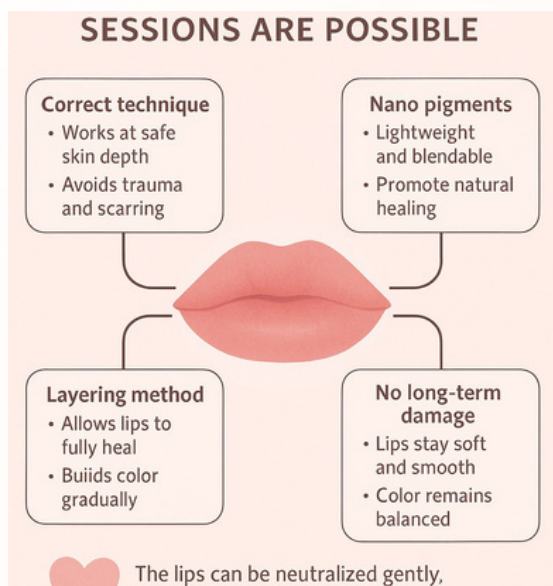 SESSIONS ARE POSSIBLE
Correct technique
• Works at safe
skin depth
• Avoids trauma
and scarring
Nano pigments
• Lightweight
and blendable
• Promote natural
healing
Layering method
• Allows lips to
fully heal
• Buiids color
gradually
No long-term
damage
• Lips stay soft
and smooth
• Color remains
balanced
The lips can be neutralized gently,